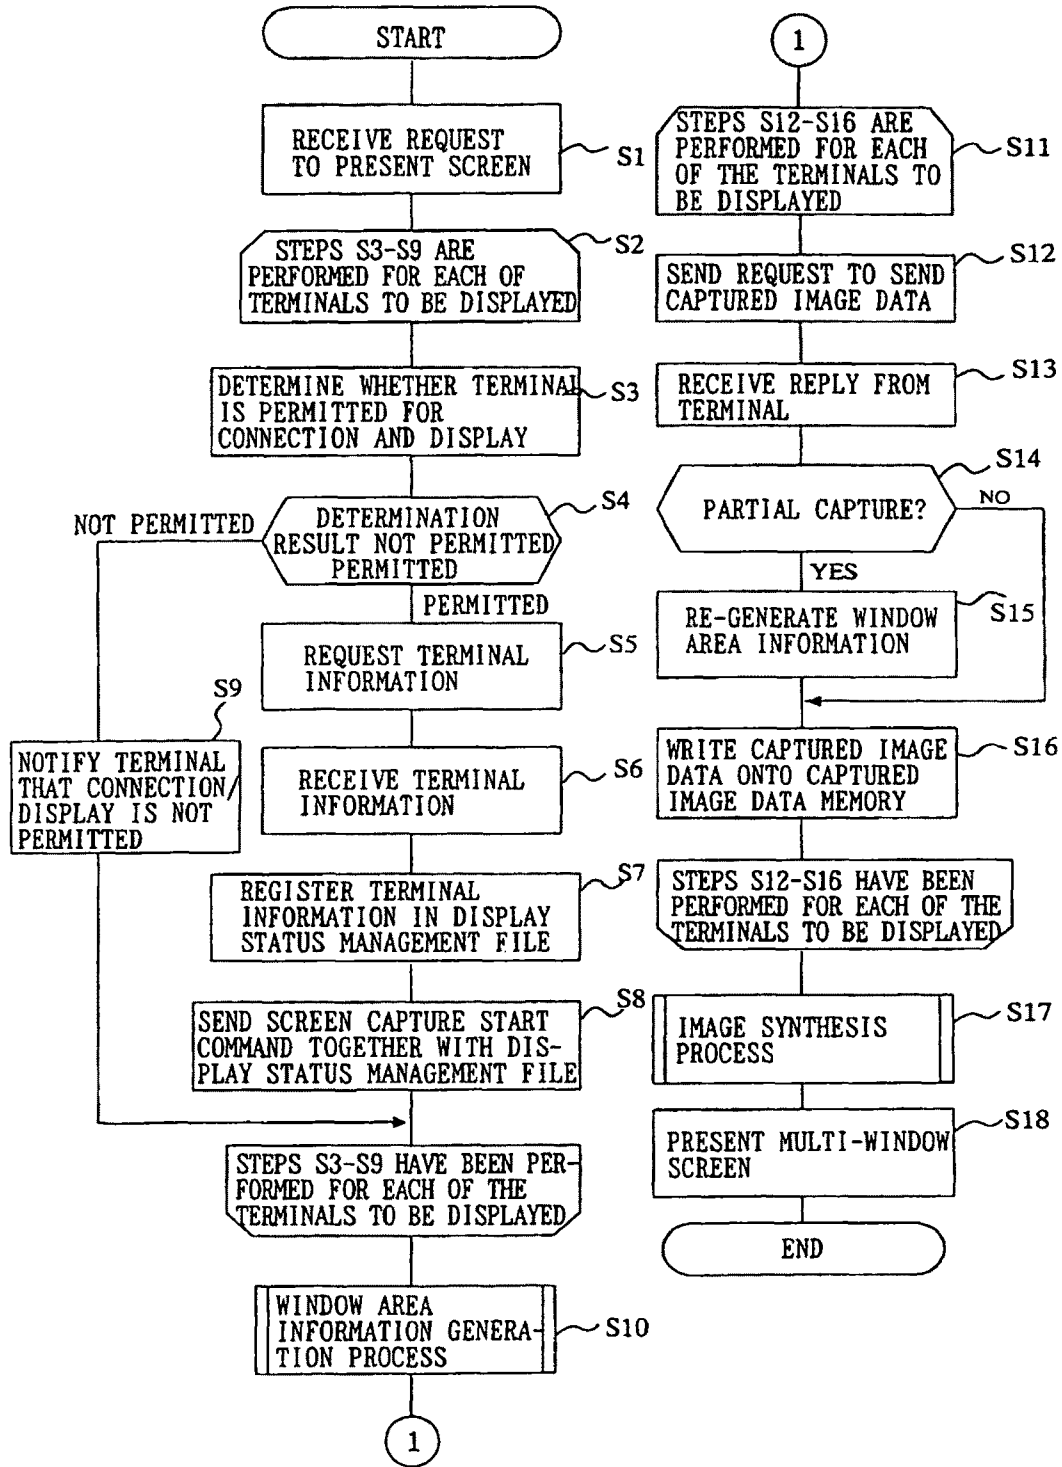 START
RECEIVE REQUEST
TO PRESENT SCREEN
S1
STEPS S3-S9 ARE
PERFORMED FOR EACH OF
TERMINALS TO BE DISPLAYED
S2
DETERMINE WHETHER TERMINAL
IS PERMITTED FOR
CONNECTION AND DISPLAY
S3
DETERMINATION
RESULT NOT PERMITTED
PERMITTED
S4
NOT PERMITTED
PERMITTED
REQUEST TERMINAL
INFORMATION
S5
S9
NOTIFY TERMINAL
THAT CONNECTION/
DISPLAY IS NOT
PERMITTED
RECEIVE TERMINAL
INFORMATION
S6
REGISTER TERMINAL
INFORMATION IN DISPLAY
STATUS MANAGEMENT FILE
S7
SEND SCREEN CAPTURE START
COMMAND TOGETHER WITH DIS-
PLAY STATUS MANAGEMENT FILE
S8
STEPS S3-S9 HAVE BEEN PER-
FORMED FOR EACH OF THE
TERMINALS TO BE DISPLAYED
WINDOW AREA
INFORMATION GENERA-
TION PROCESS
S10
1
1
STEPS S12-S16 ARE
PERFORMED FOR EACH
OF THE TERMINALS TO
BE DISPLAYED
S11
SEND REQUEST TO SEND
CAPTURED IMAGE DATA
S12
RECEIVE REPLY FROM
TERMINAL
S13
PARTIAL CAPTURE?
S14
NO
YES
RE-GENERATE WINDOW
AREA INFORMATION
S15
WRITE CAPTURED IMAGE
DATA ONTO CAPTURED
IMAGE DATA MEMORY
S16
STEPS S12-S16 HAVE BEEN
PERFORMED FOR EACH OF THE
TERMINALS TO BE DISPLAYED
IMAGE SYNTHESIS
PROCESS
S17
PRESENT MULTI-WINDOW
SCREEN
S18
END